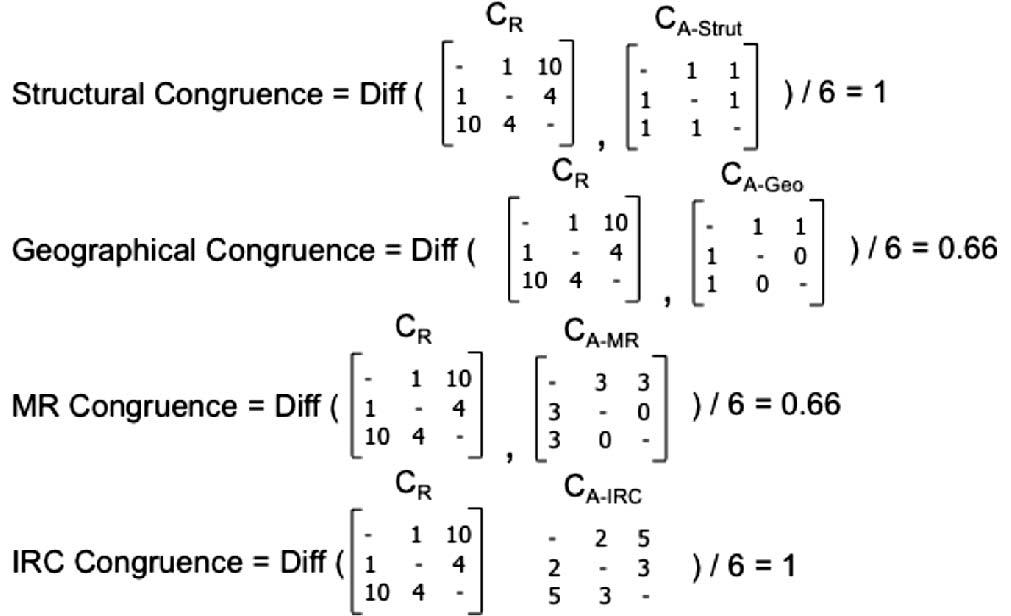 C_R C_A-Strut
- 1 10 - 1 1
Structural Congruence = Diff ( 1 - 4 , 1 - 1 ) / 6 = 1
10 4 - 1 1 -
C_R C_A-Geo
- 1 10 - 1 1
Geographical Congruence = Diff ( 1 - 4 , 1 - 0 ) / 6 = 0.66
10 4 - 1 0 -
C_R C_A-MR
- 1 10 - 3 3
MR Congruence = Diff ( 1 - 4 , 3 - 0 ) / 6 = 0.66
10 4 - 3 0 -
C_R C_A-IRC
- 1 10 - 2 5
IRC Congruence = Diff ( 1 - 4 2 - 3 ) / 6 = 1
10 4 - 5 3 -